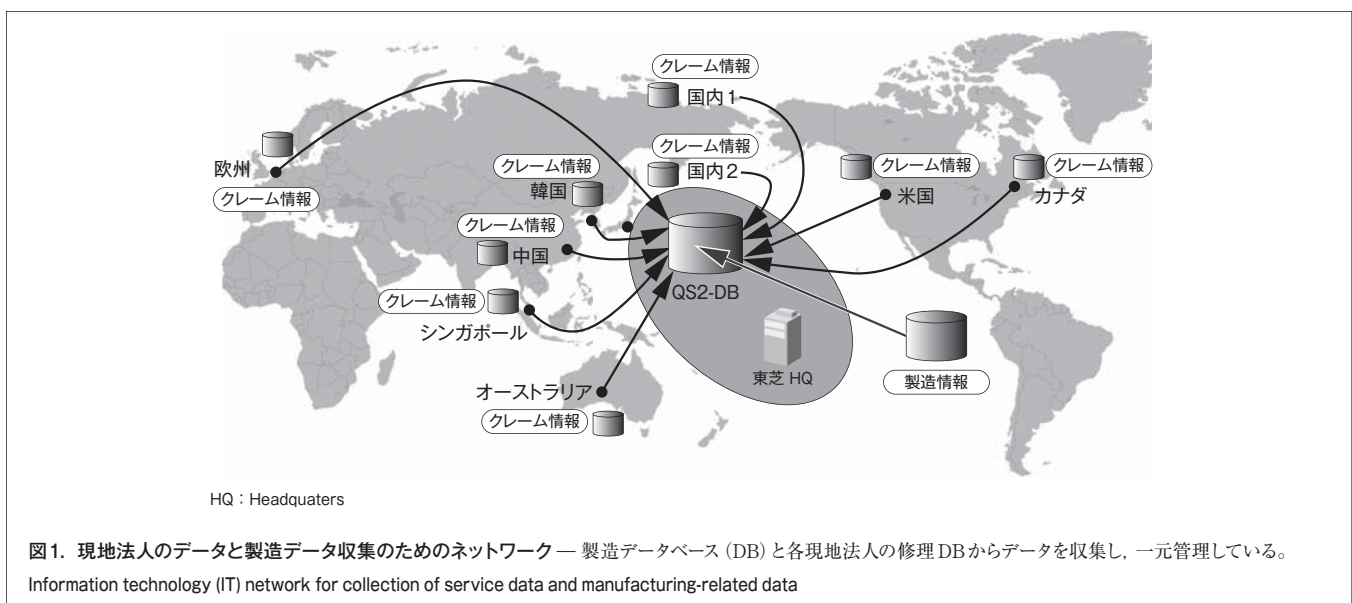 クレーム情報
国内1
クレーム情報
国内2
欧州
クレーム情報
クレーム情報
韓国
クレーム情報
米国
クレーム情報
カナダ
クレーム情報
中国
クレーム情報
シンガポール
QS2-DB
東芝 HQ
製造情報
オーストラリア
クレーム情報
HQ：Headquaters
図1. 現地法人のデータと製造データ収集のためのネットワーク — 製造データベース（DB）と各現地法人の修理DBからデータを収集し，一元管理している。
Information technology (IT) network for collection of service data and manufacturing-related data